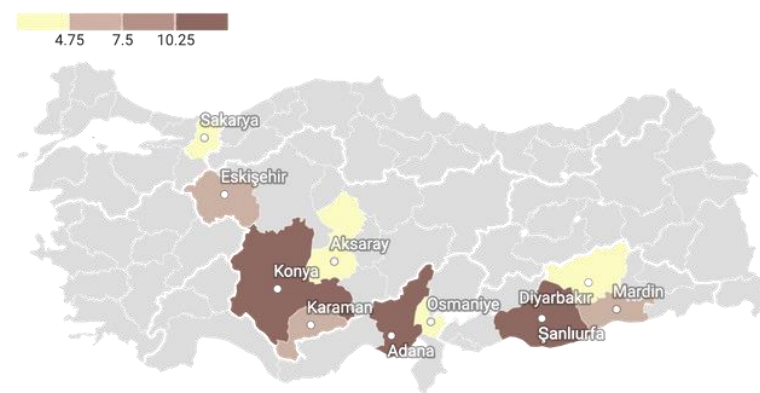 4.75 7.5 10.25
Sakarya
Eskişehir
Aksaray
Konya
Karaman
Adana
Osmaniye
Diyarbakır
Mardin
Şanlıurfa